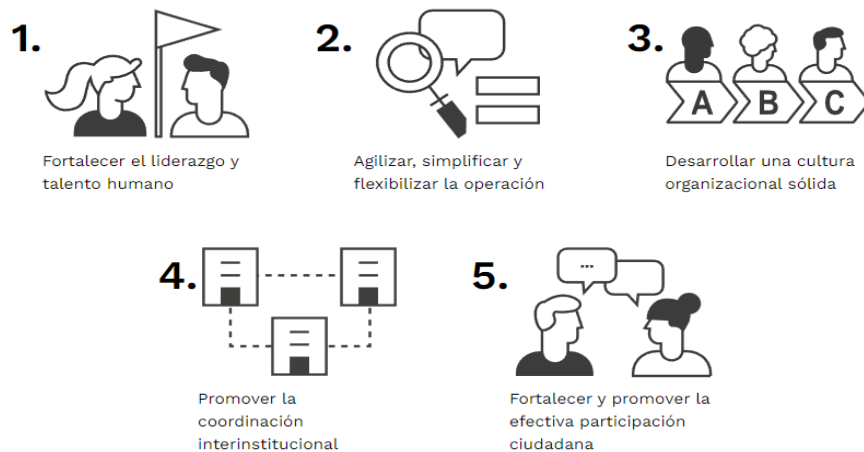 1.
Fortalecer el liderazgo y
talento humano
2.
Agilizar, simplificar y
flexibilizar la operación
3.
A B C
Desarrollar una cultura
organizacional sólida
4.
Promover la
coordinación
interinstitucional
5.
...
Fortalecer y promover la
efectiva participación
ciudadana